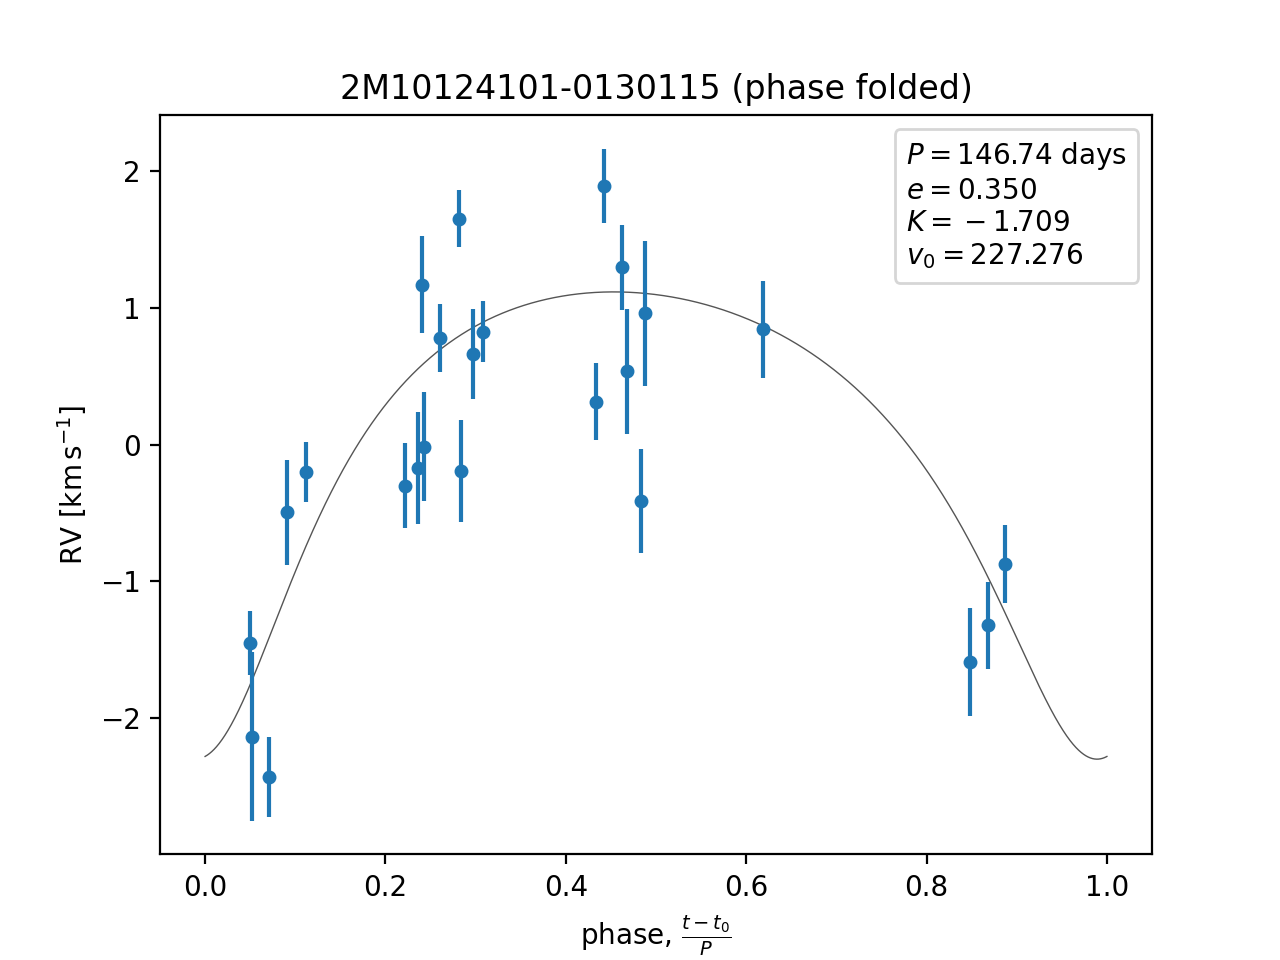 2M10124101-0130115 (phase folded)
P = 146.74 days
e = 0.350
K = −1.709
v₀ = 227.276
RV [km s⁻¹]
2
1
0
−1
−2
0.0 0.2 0.4 0.6 0.8 1.0
phase, (t − t₀)/P